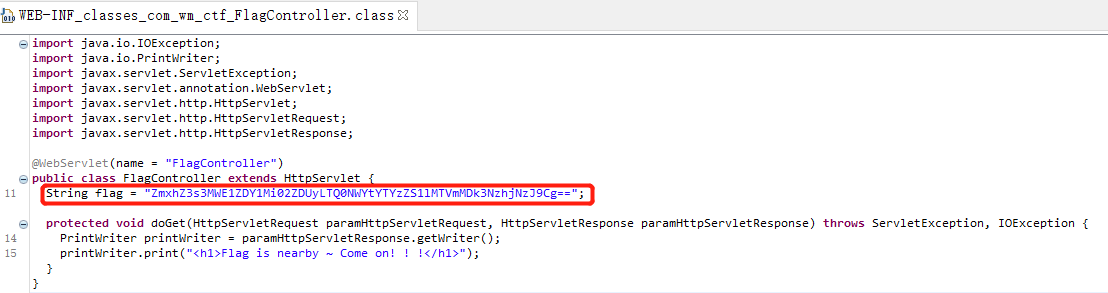 WEB-INF_classes_com_wm_ctf_FlagController.class
import java.io.IOException;
import java.io.PrintWriter;
import javax.servlet.ServletException;
import javax.servlet.annotation.WebServlet;
import javax.servlet.http.HttpServlet;
import javax.servlet.http.HttpServletRequest;
import javax.servlet.http.HttpServletResponse;
@WebServlet(name = "FlagController")
public class FlagController extends HttpServlet {
11 String flag = "ZmxhZ3s3MWE1ZDY1Mi02ZDUyLTQ0NWYtYTYzZS1lMTVmMDk3NzhjNzJ9Cg==";
protected void doGet(HttpServletRequest paramHttpServletRequest, HttpServletResponse paramHttpServletResponse) throws ServletException, IOException {
14 PrintWriter printWriter = paramHttpServletResponse.getWriter();
15 printWriter.print("<h1>Flag is nearby ~ Come on! ! !</h1>");
}
}